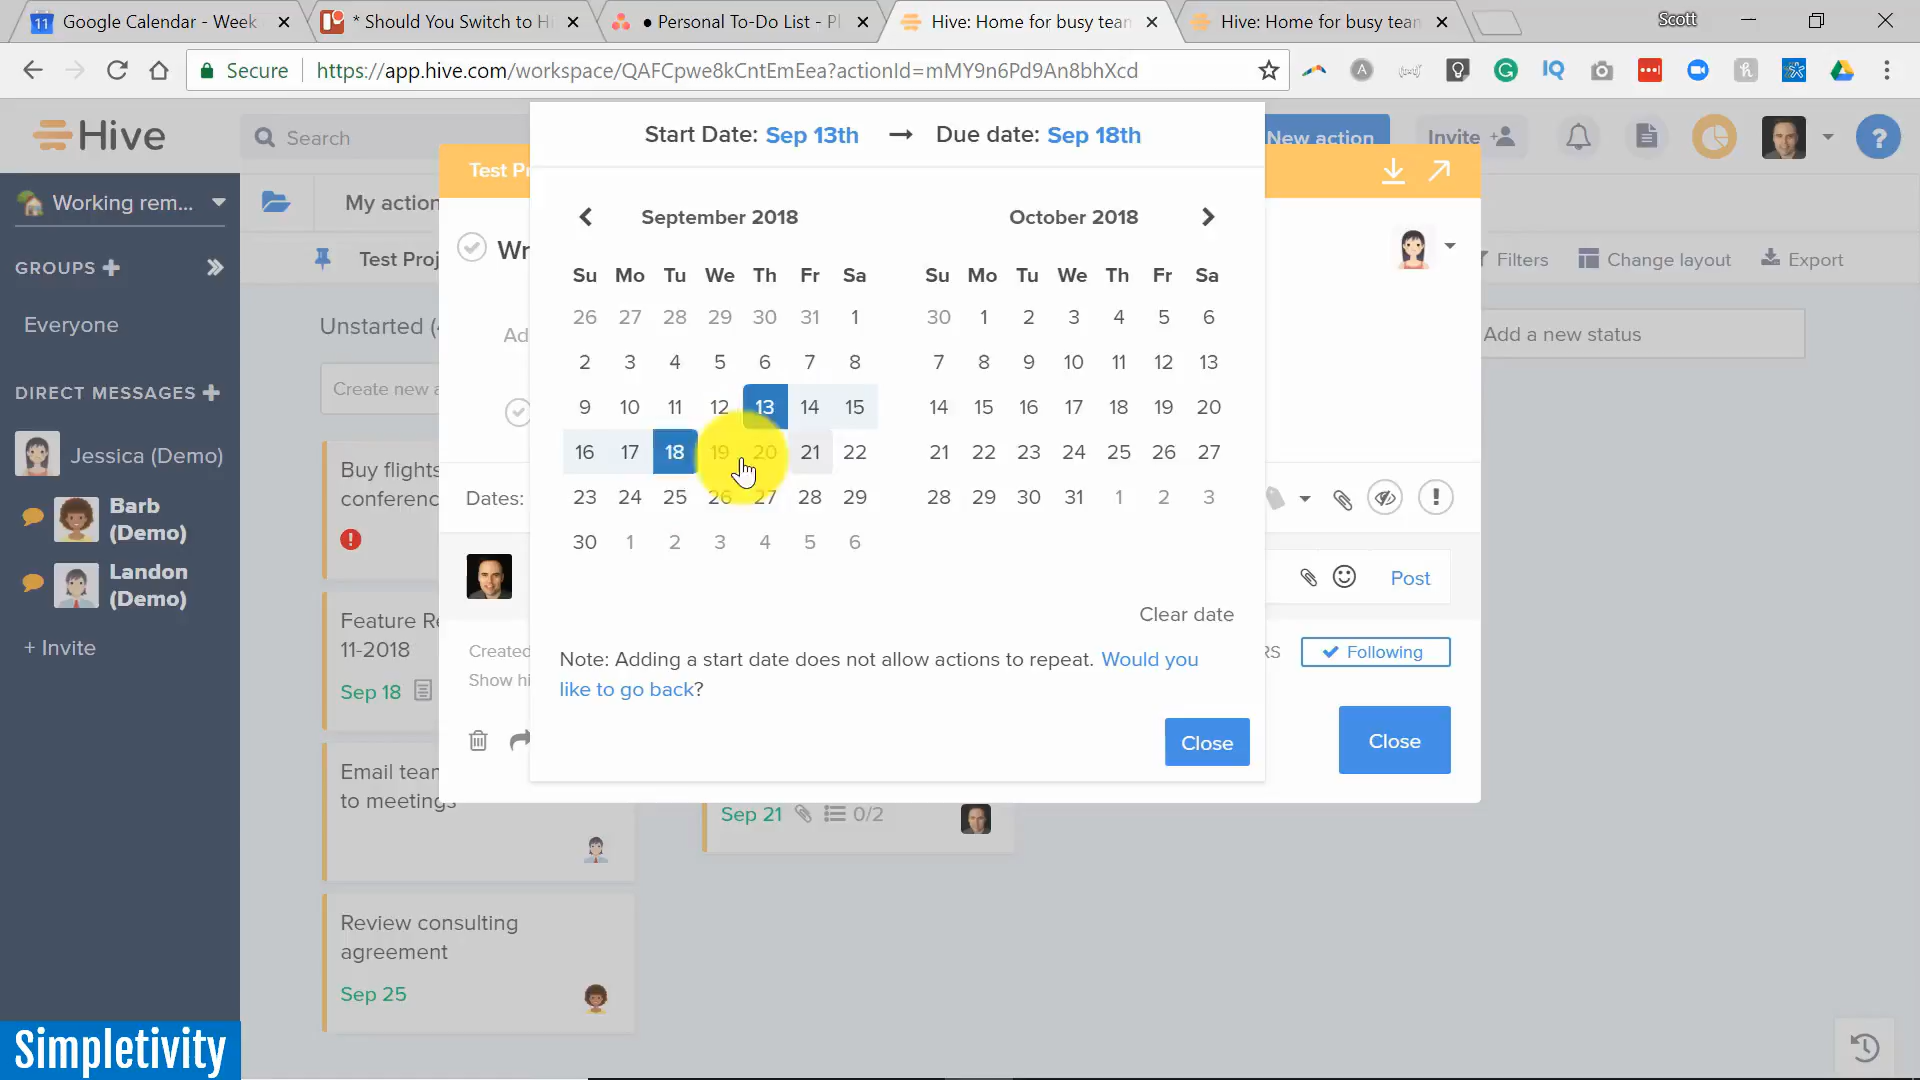 Google Calendar - Week
* Should You Switch to Hi
● Personal To-Do List - Pl
Hive: Home for busy team
Hive: Home for busy team
Scott
Secure
https://app.hive.com/workspace/QAFCpwe8kCntEmEea?actionId=mMY9n6Pd9An8bhXcd
Hive
Search
Start Date: Sep 13th → Due date: Sep 18th
New action
Invite
?
Working rem...
My action
Test Pr
GROUPS
Everyone
DIRECT MESSAGES
Jessica (Demo)
Barb
(Demo)
Landon
(Demo)
+ Invite
Test Proj
Filters
Change layout
Export
Wr
September 2018
October 2018
Su Mo Tu We Th Fr Sa
26 27 28 29 30 31 1
2 3 4 5 6 7 8
9 10 11 12 13 14 15
16 17 18 19 20 21 22
23 24 25 26 27 28 29
30 1 2 3 4 5 6
Su Mo Tu We Th Fr Sa
30 1 2 3 4 5 6
7 8 9 10 11 12 13
14 15 16 17 18 19 20
21 22 23 24 25 26 27
28 29 30 31 1 2 3
Unstarted (
Add a new status
Ad
Create new a
Buy flights
conferenc
Dates:
Post
Clear date
Feature Re
11-2018
Sep 18
Created
Show hi
Note: Adding a start date does not allow actions to repeat. Would you
like to go back?
RS
Following
Close
Close
Email tean
to meetings
Sep 21
0/2
Review consulting
agreement
Sep 25
Simpletivity